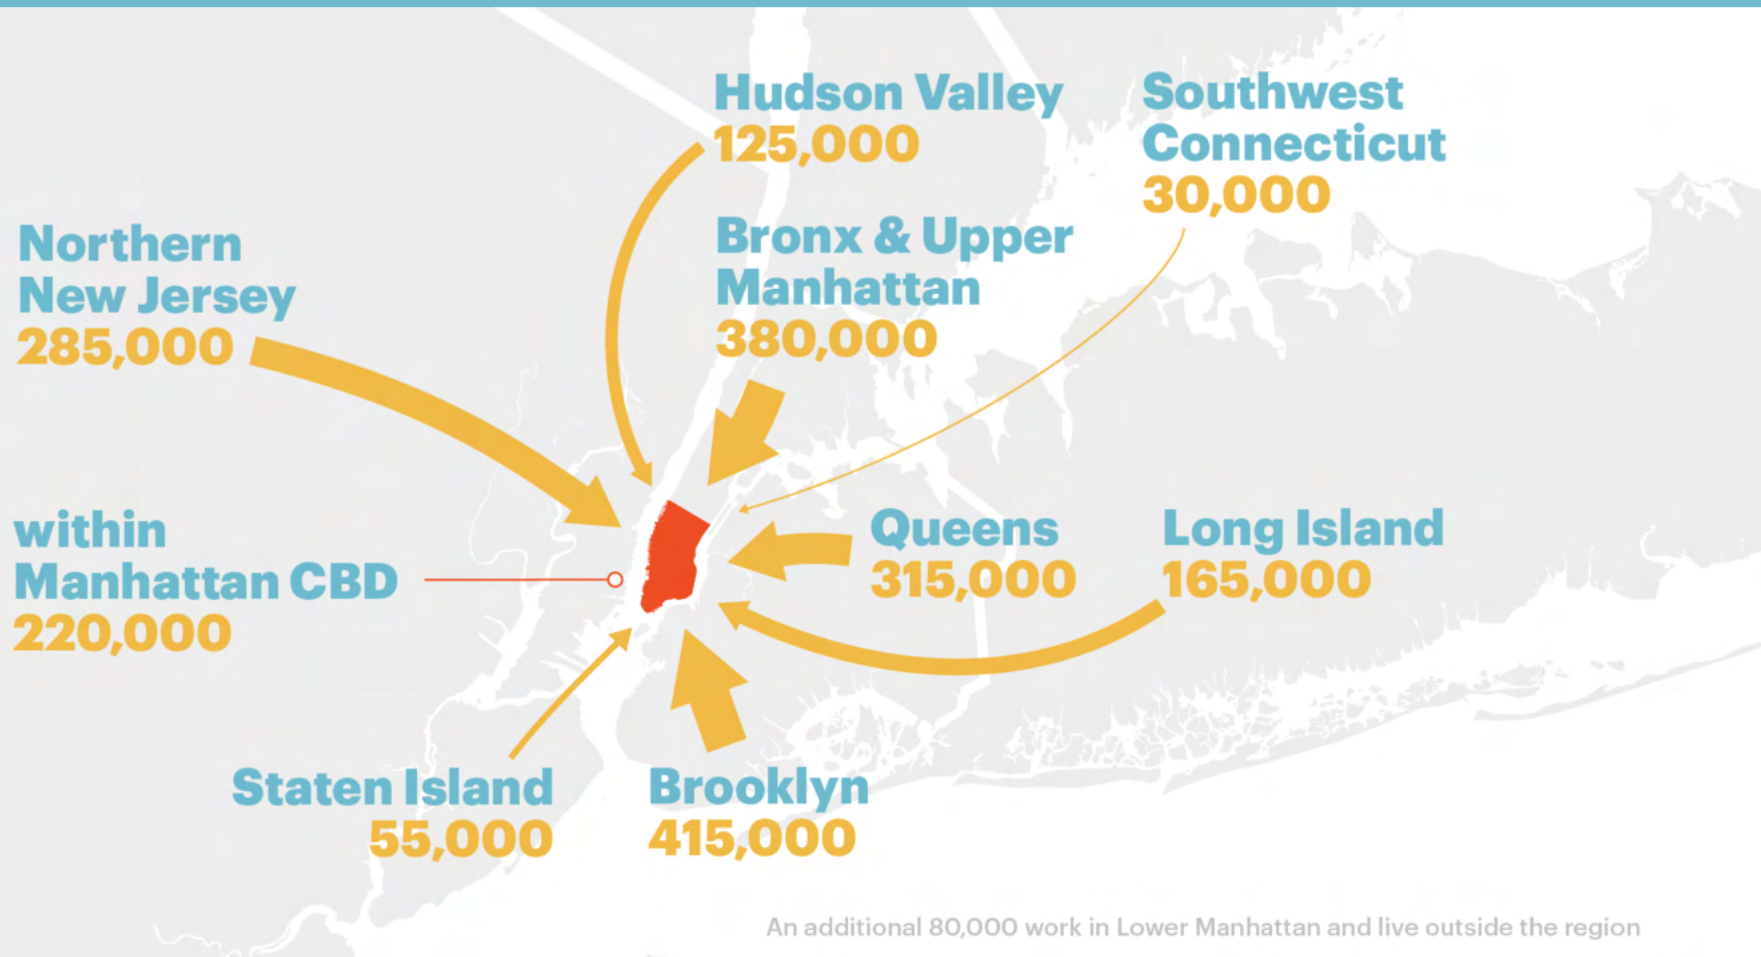 Hudson Valley
125,000
Southwest
Connecticut
30,000
Northern
New Jersey
285,000
Bronx & Upper
Manhattan
380,000
within
Manhattan CBD
220,000
Queens
315,000
Long Island
165,000
Staten Island
55,000
Brooklyn
415,000
An additional 80,000 work in Lower Manhattan and live outside the region